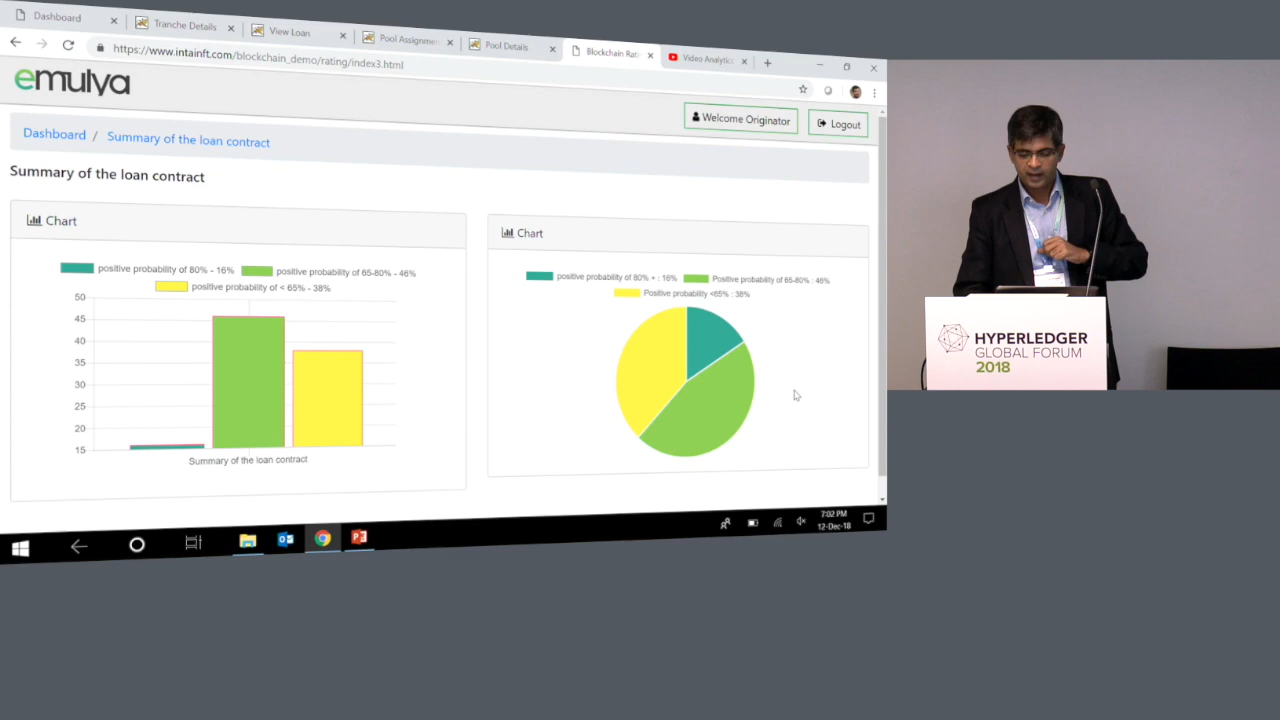 Dashboard
Tranche Details
View Loan
Pool Assignme
Pool Details
Blockchain Rat
Video Analytics
https://www.intainft.com/blockchain_demo/rating/index3.html
emulya
Welcome Originator
Logout
Dashboard / Summary of the loan contract
Summary of the loan contract
Chart
positive probability of 80% - 16%
positive probability of 65-80% - 46%
positive probability of < 65% - 38%
50
45
40
35
30
25
20
15
Summary of the loan contract
Chart
positive probability of 80% + : 16%
Positive probability of 65-80% : 46%
Positive probability <65% : 38%
7:02 PM
12-Dec-18
HYPERLEDGER
GLOBAL FORUM
2018